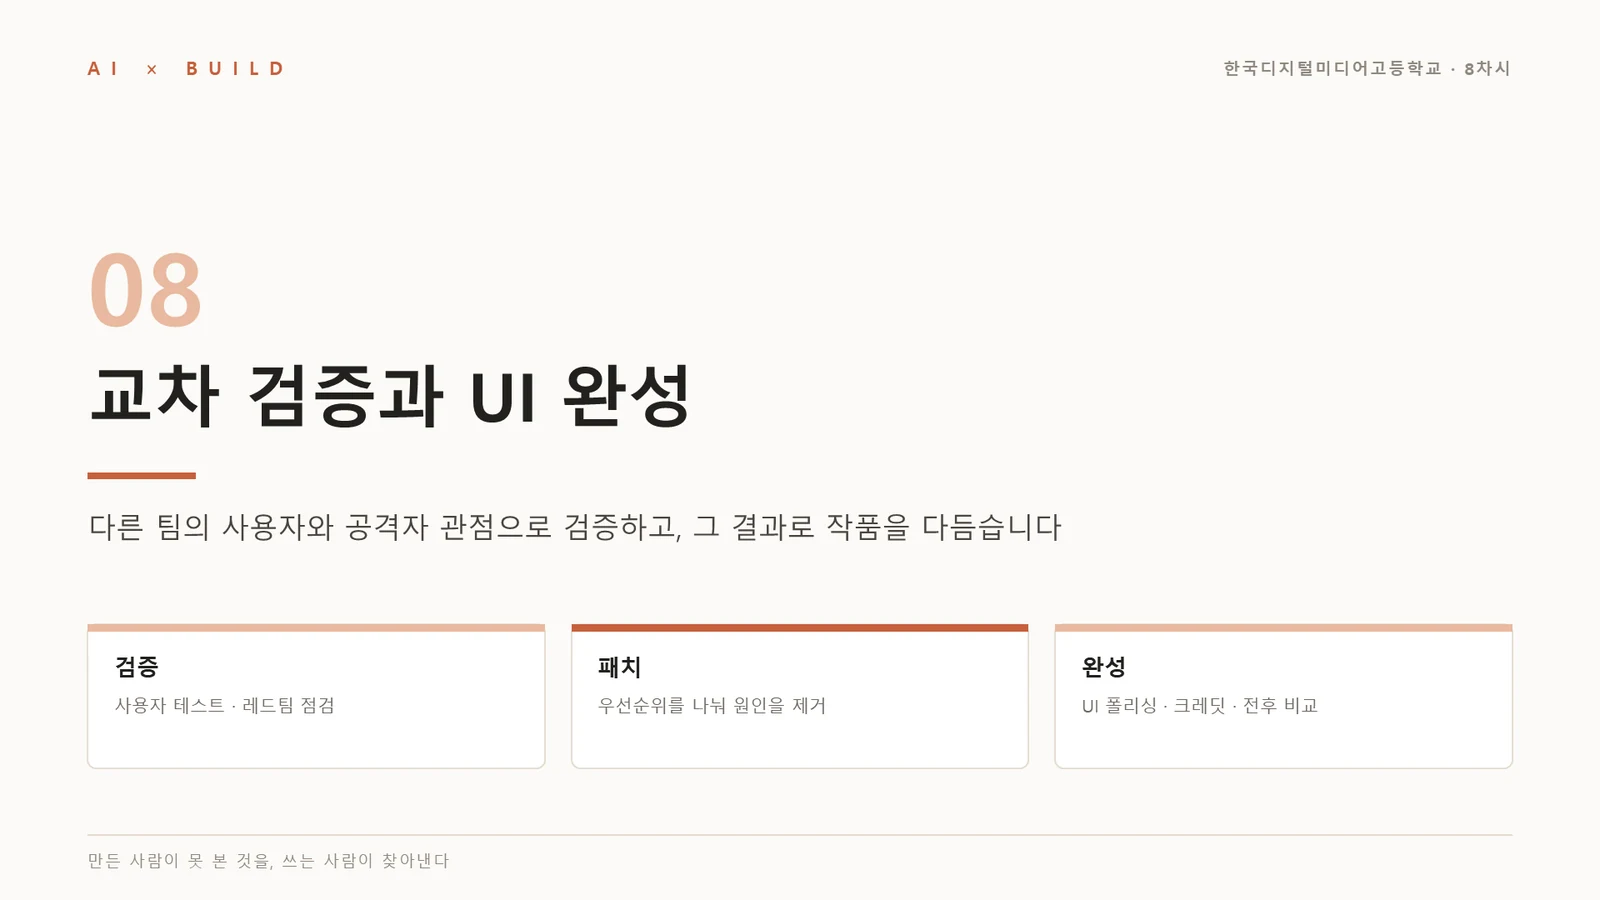 AI × BUILD
한국디지털미디어고등학교 · 8차시
08
교차 검증과 UI 완성
다른 팀의 사용자와 공격자 관점으로 검증하고, 그 결과로 작품을 다듬습니다
검증
사용자 테스트 · 레드팀 점검
패치
우선순위를 나눠 원인을 제거
완성
UI 폴리싱 · 크레딧 · 전후 비교
만든 사람이 못 본 것을, 쓰는 사람이 찾아낸다